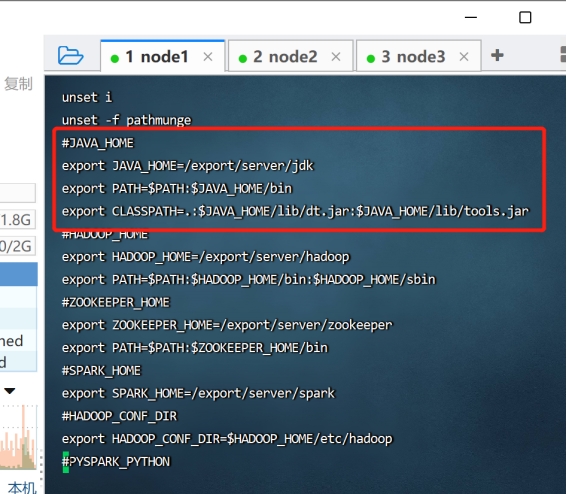 1 node1
2 node2
3 node3
复制
unset i
unset -f pathmunge
#JAVA_HOME
export JAVA_HOME=/export/server/jdk
export PATH=$PATH:$JAVA_HOME/bin
export CLASSPATH=.:$JAVA_HOME/lib/dt.jar:$JAVA_HOME/lib/tools.jar
#HADOOP_HOME
export HADOOP_HOME=/export/server/hadoop
export PATH=$PATH:$HADOOP_HOME/bin:$HADOOP_HOME/sbin
#ZOOKEEPER_HOME
export ZOOKEEPER_HOME=/export/server/zookeeper
export PATH=$PATH:$ZOOKEEPER_HOME/bin
#SPARK_HOME
export SPARK_HOME=/export/server/spark
#HADOOP_CONF_DIR
export HADOOP_CONF_DIR=$HADOOP_HOME/etc/hadoop
#PYSPARK_PYTHON
1.8G
0/2G
ned
d
本机